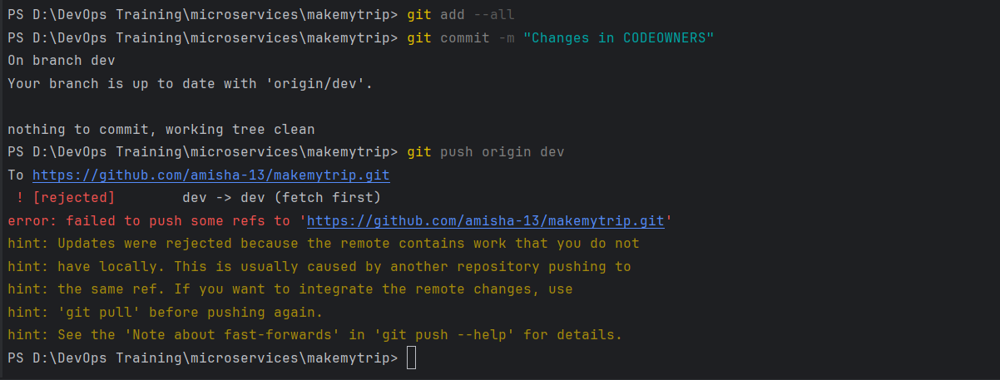 PS D:\DevOps Training\microservices\makemytrip> git add --all
PS D:\DevOps Training\microservices\makemytrip> git commit -m "Changes in CODEOWNERS"
On branch dev
Your branch is up to date with 'origin/dev'.
nothing to commit, working tree clean
PS D:\DevOps Training\microservices\makemytrip> git push origin dev
To https://github.com/amisha-13/makemytrip.git
 ! [rejected]        dev -> dev (fetch first)
error: failed to push some refs to 'https://github.com/amisha-13/makemytrip.git'
hint: Updates were rejected because the remote contains work that you do not
hint: have locally. This is usually caused by another repository pushing to
hint: the same ref. If you want to integrate the remote changes, use
hint: 'git pull' before pushing again.
hint: See the 'Note about fast-forwards' in 'git push --help' for details.
PS D:\DevOps Training\microservices\makemytrip>